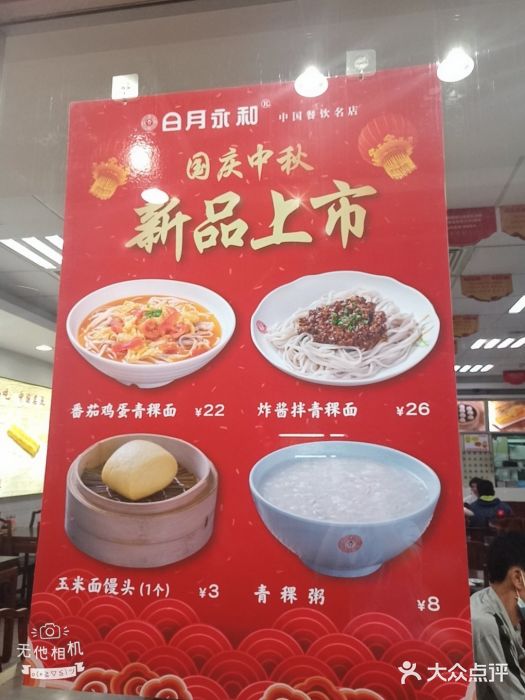 日月永和® 中国餐饮名店
国庆中秋
新品上市
番茄鸡蛋青稞面 ¥22
炸酱拌青稞面 ¥26
玉米面馒头(1个) ¥3
青稞粥 ¥8
无他相机
大众点评